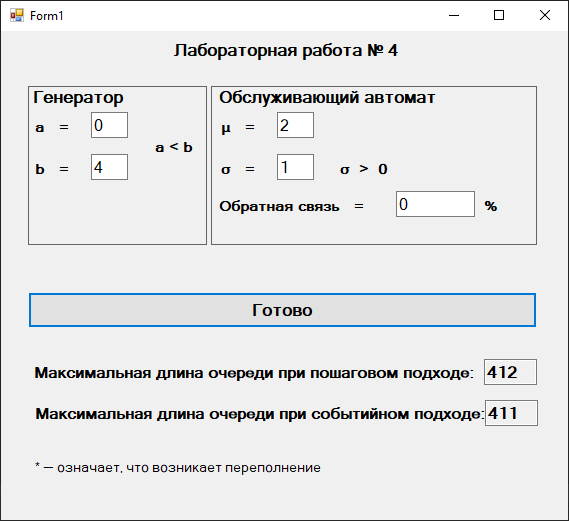 Form1
Лабораторная работа № 4
Генератор
a = 0
b = 4
a < b
Обслуживающий автомат
μ = 2
σ = 1 σ > 0
Обратная связь = 0 %
Готово
Максимальная длина очереди при пошаговом подходе: 412
Максимальная длина очереди при событийном подходе: 411
* — означает, что возникает переполнение